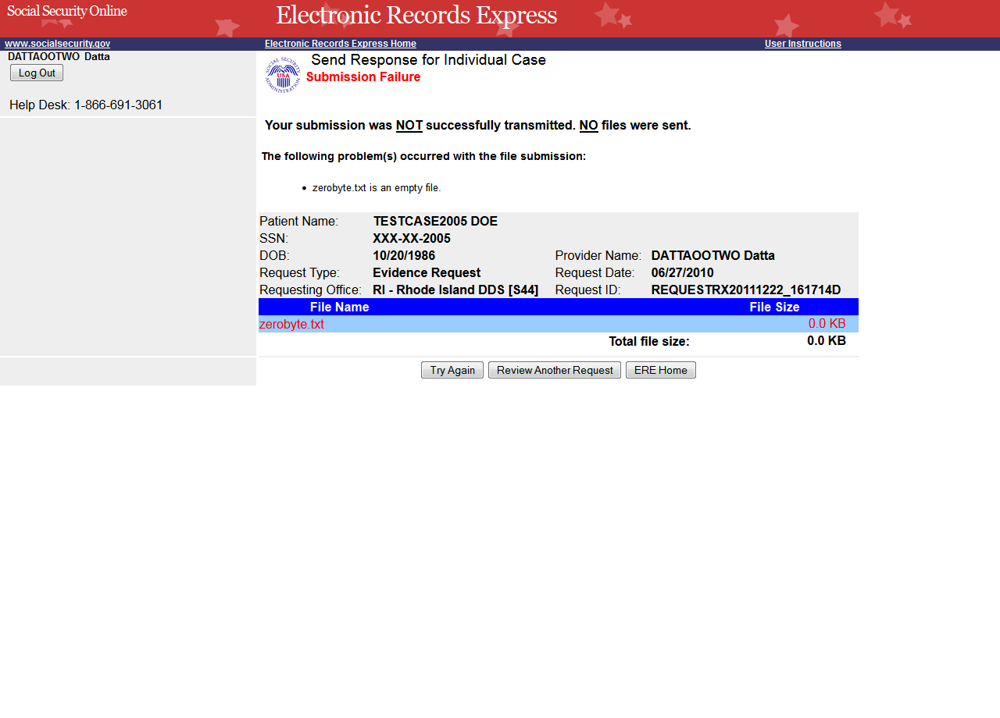 Social Security Online
Electronic Records Express
www.socialsecurity.gov
Electronic Records Express Home
User Instructions
DATTAOOTWO Datta
Log Out
Help Desk: 1-866-691-3061
SOCIAL SECURITY ADMINISTRATION
USA
Send Response for Individual Case
Submission Failure
Your submission was NOT successfully transmitted. NO files were sent.
The following problem(s) occurred with the file submission:
• zerobyte.txt is an empty file.
Patient Name: TESTCASE2005 DOE
SSN: XXX-XX-2005
DOB: 10/20/1986 Provider Name: DATTAOOTWO Datta
Request Type: Evidence Request Request Date: 06/27/2010
Requesting Office: RI - Rhode Island DDS [S44] Request ID: REQUESTRX20111222_161714D
File Name File Size
zerobyte.txt 0.0 KB
Total file size: 0.0 KB
Try Again Review Another Request ERE Home